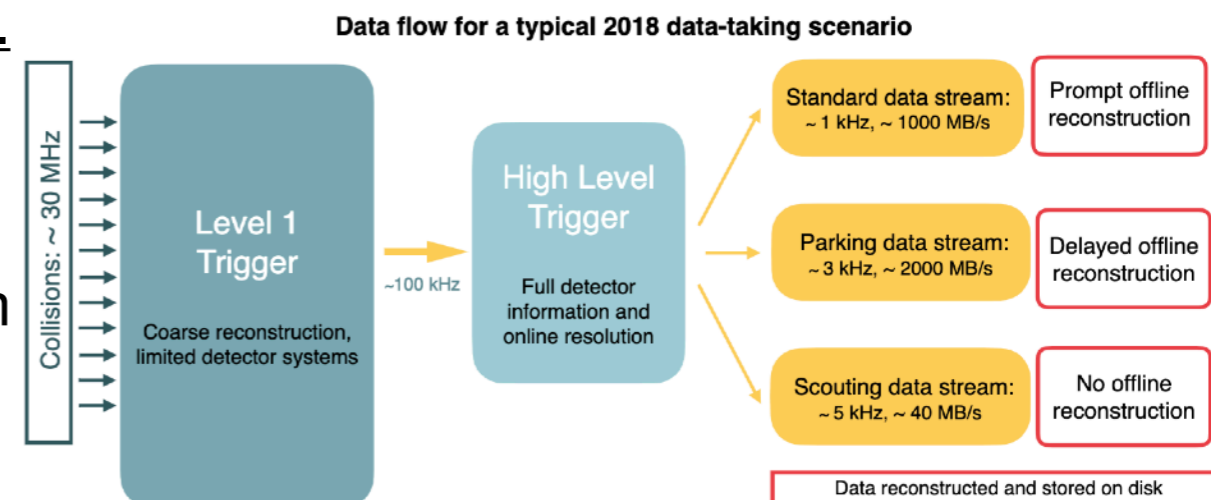 Data flow for a typical 2018 data-taking scenario
Collisions: ~ 30 MHz
Level 1
Trigger
Coarse reconstruction,
limited detector systems
~100 kHz
High Level
Trigger
Full detector
information and
online resolution
Standard data stream:
~ 1 kHz, ~ 1000 MB/s
Prompt offline
reconstruction
Parking data stream:
~ 3 kHz, ~ 2000 MB/s
Delayed offline
reconstruction
Scouting data stream:
~ 5 kHz, ~ 40 MB/s
No offline
reconstruction
Data reconstructed and stored on disk